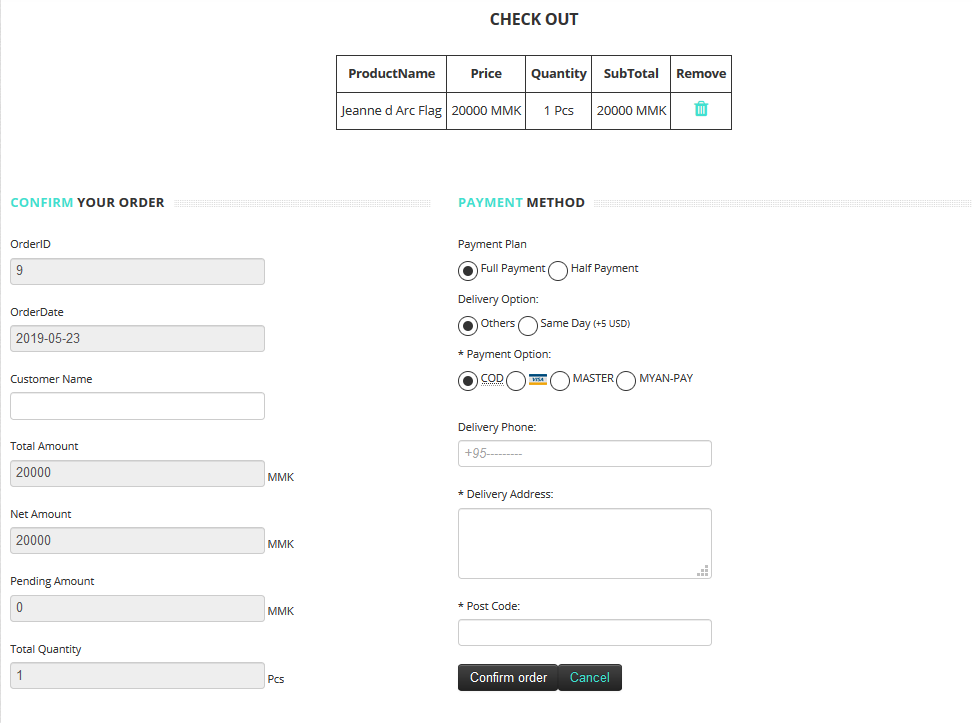 CHECK OUT
ProductName Price Quantity SubTotal Remove
Jeanne d Arc Flag 20000 MMK 1 Pcs 20000 MMK
CONFIRM YOUR ORDER
OrderID
9
OrderDate
2019-05-23
Customer Name
Total Amount
20000 MMK
Net Amount
20000 MMK
Pending Amount
0 MMK
Total Quantity
1 Pcs
PAYMENT METHOD
Payment Plan
Full Payment Half Payment
Delivery Option:
Others Same Day (+5 USD)
* Payment Option:
COD VISA MASTER MYAN-PAY
Delivery Phone:
+95---------
* Delivery Address:
* Post Code:
Confirm order Cancel